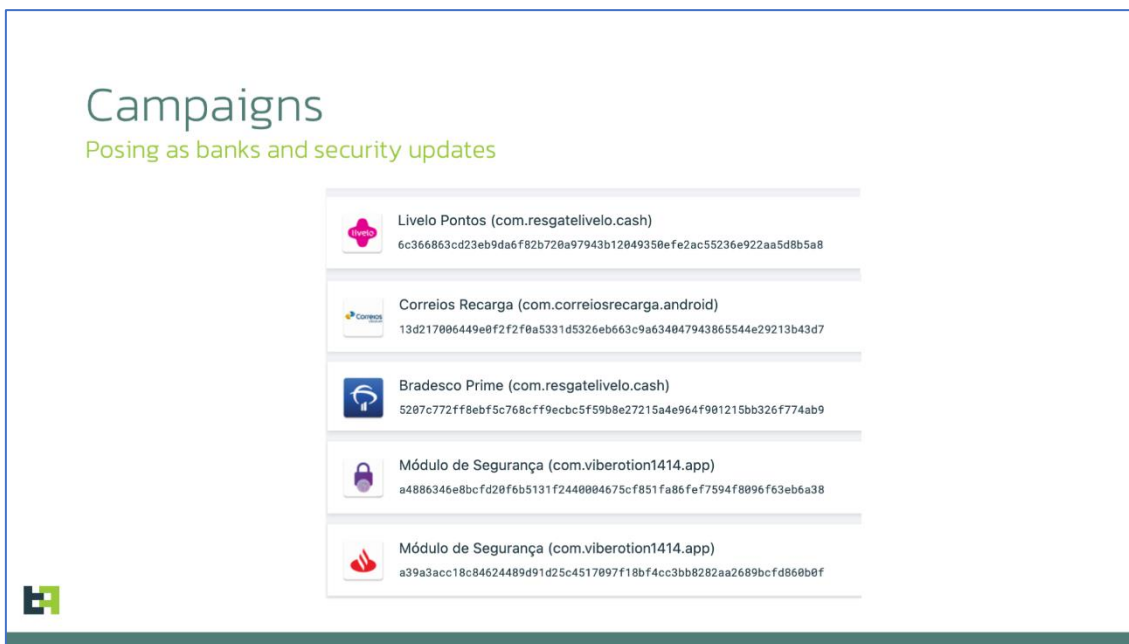 Campaigns
Posing as banks and security updates
livelo
Livelo Pontos (com.resgatelivelo.cash)
6c366863cd23eb9da6f82b720a97943b12049350efe2ac55236e922aa5d8b5a8
Correios
Correios Recarga (com.correiosrecarga.android)
13d217006449e0f2f2f0a5331d5326eb663c9a634047943865544e29213b43d7
Bradesco Prime (com.resgatelivelo.cash)
5207c772ff8ebf5c768cff9ecbc5f59b8e27215a4e964f901215bb326f774ab9
Módulo de Segurança (com.viberotion1414.app)
a4886346e8bcfd20f6b5131f2440004675cf851fa86fef7594f8096f63eb6a38
Módulo de Segurança (com.viberotion1414.app)
a39a3acc18c84624489d91d25c4517097f18bf4cc3bb8282aa2689bcfd860b0f